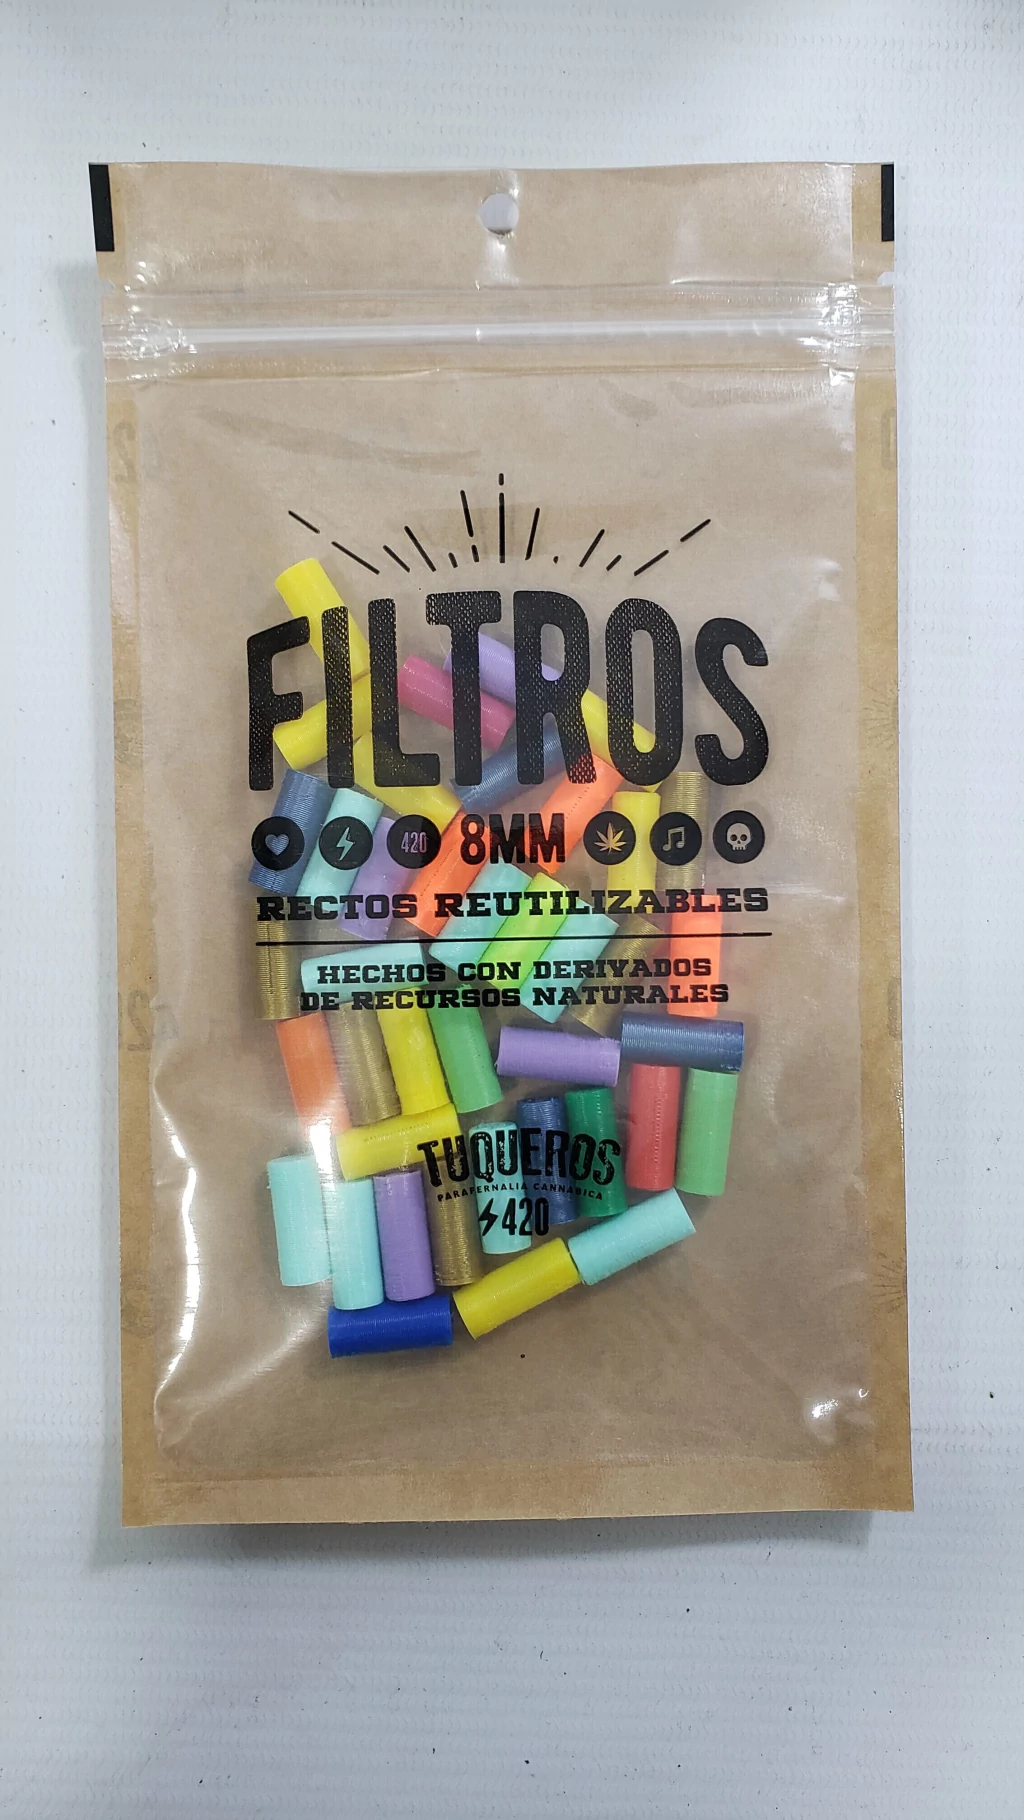 FILTROS
420 8MM
RECTOS REUTILIZABLES
HECHOS CON DERIVADOS
DE RECURSOS NATURALES
TUQUEROS
PARAFERNALIA CANNABICA
420